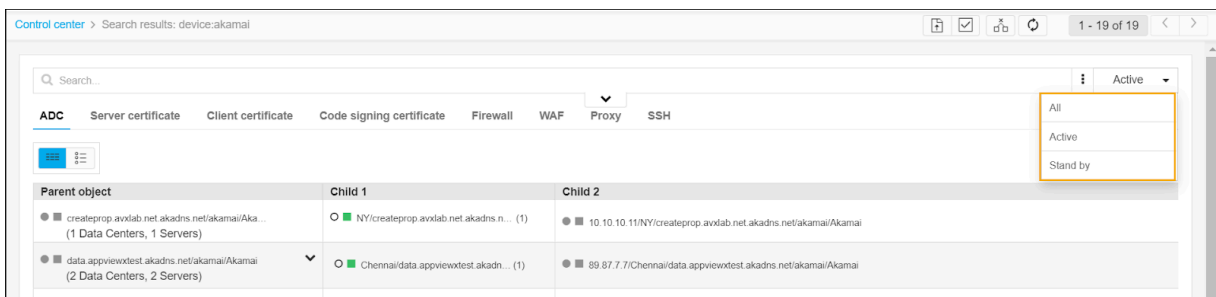 Control center > Search results: device:akamai
1 - 19 of 19 < >
Search...
Active
ADC Server certificate Client certificate Code signing certificate Firewall WAF Proxy SSH
All
Active
Stand by
Parent object Child 1 Child 2
createprop.avxlab.net.akadns.net/akamai/Aka... NY/createprop.avxlab.net.akadns.n... (1) 10.10.10.11/NY/createprop.avxlab.net.akadns.net/akamai/Akamai
(1 Data Centers, 1 Servers)
data.appviewxtest.akadns.net/akamai/Akamai Chennai/data.appviewxtest.akadn... (1) 89.87.7.7/Chennai/data.appviewxtest.akadns.net/akamai/Akamai
(2 Data Centers, 2 Servers)